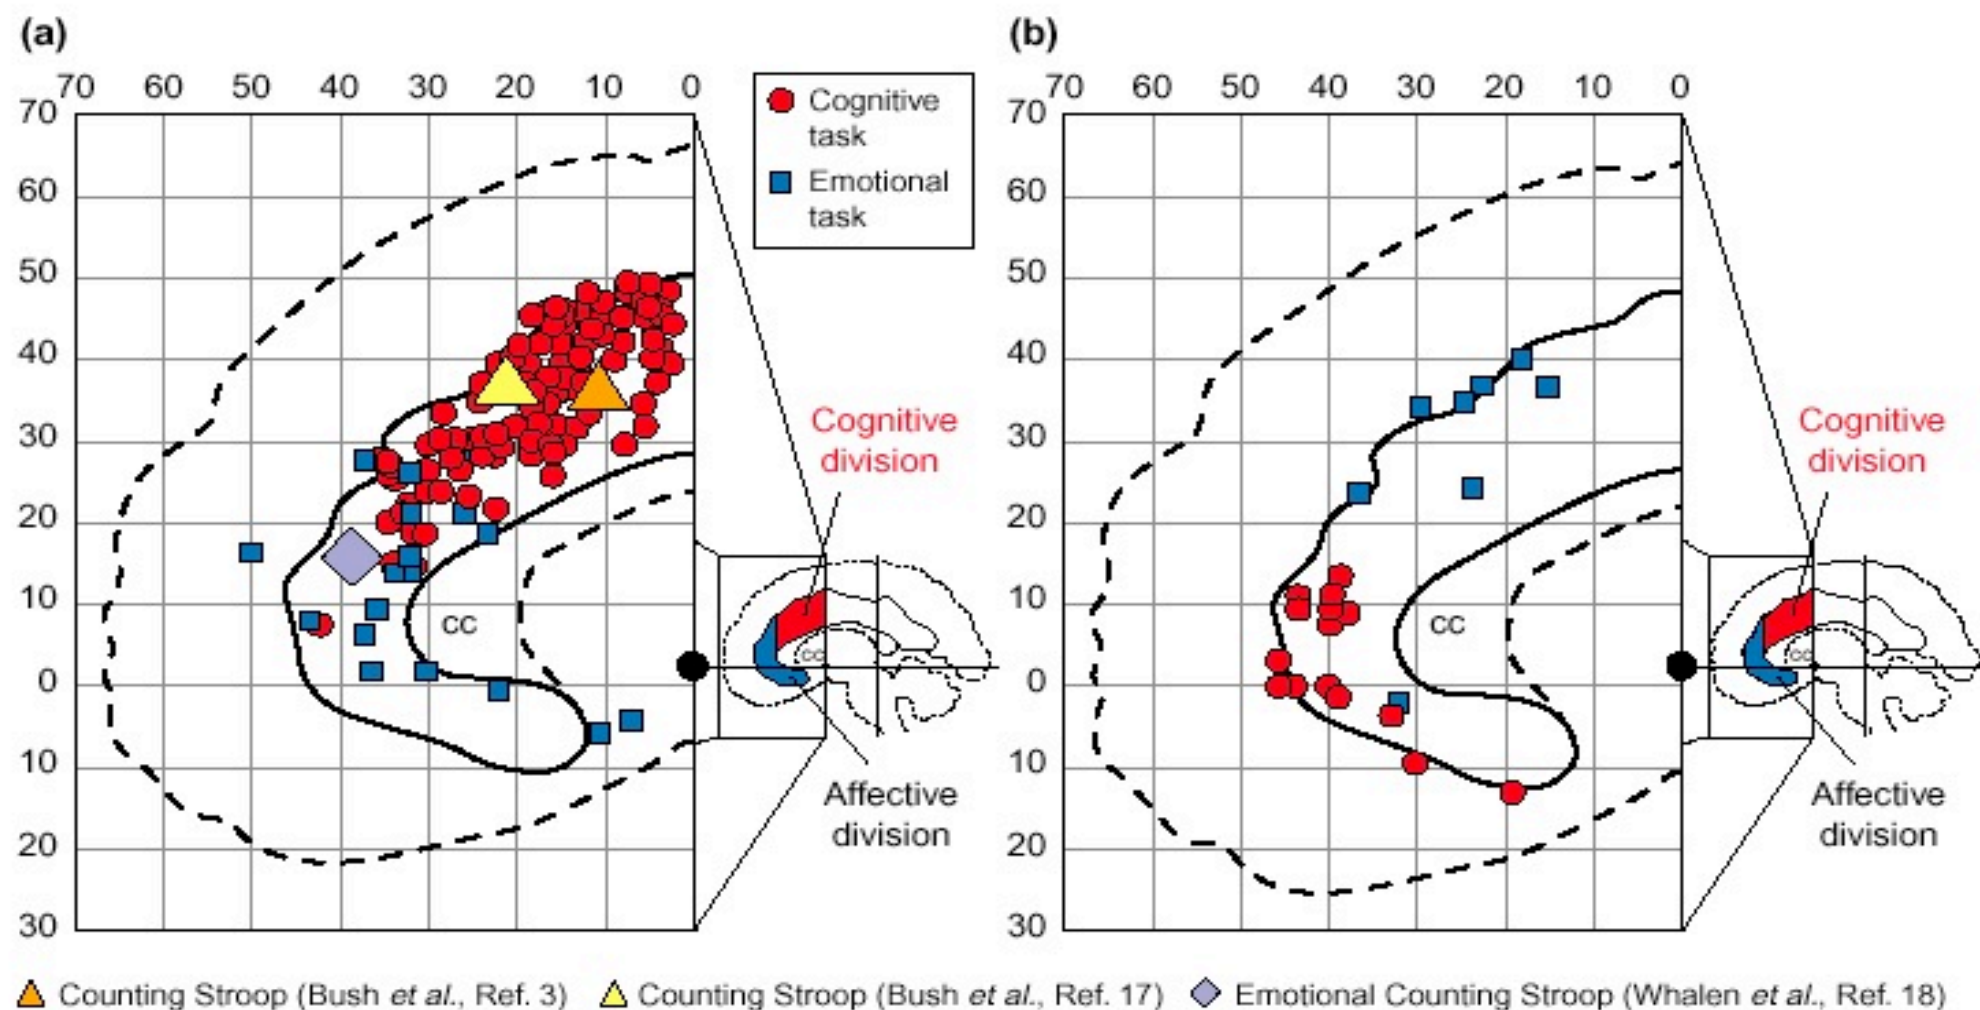 (a)
70 60 50 40 30 20 10 0
70
60
50
40
30
20
10
0
10
20
30
cc
Cognitive
task
Emotional
task
Cognitive
division
cc
Affective
division
(b)
70 60 50 40 30 20 10 0
70
60
50
40
30
20
10
0
10
20
30
cc
Cognitive
division
cc
Affective
division
Counting Stroop (Bush et al., Ref. 3) Counting Stroop (Bush et al., Ref. 17) Emotional Counting Stroop (Whalen et al., Ref. 18)